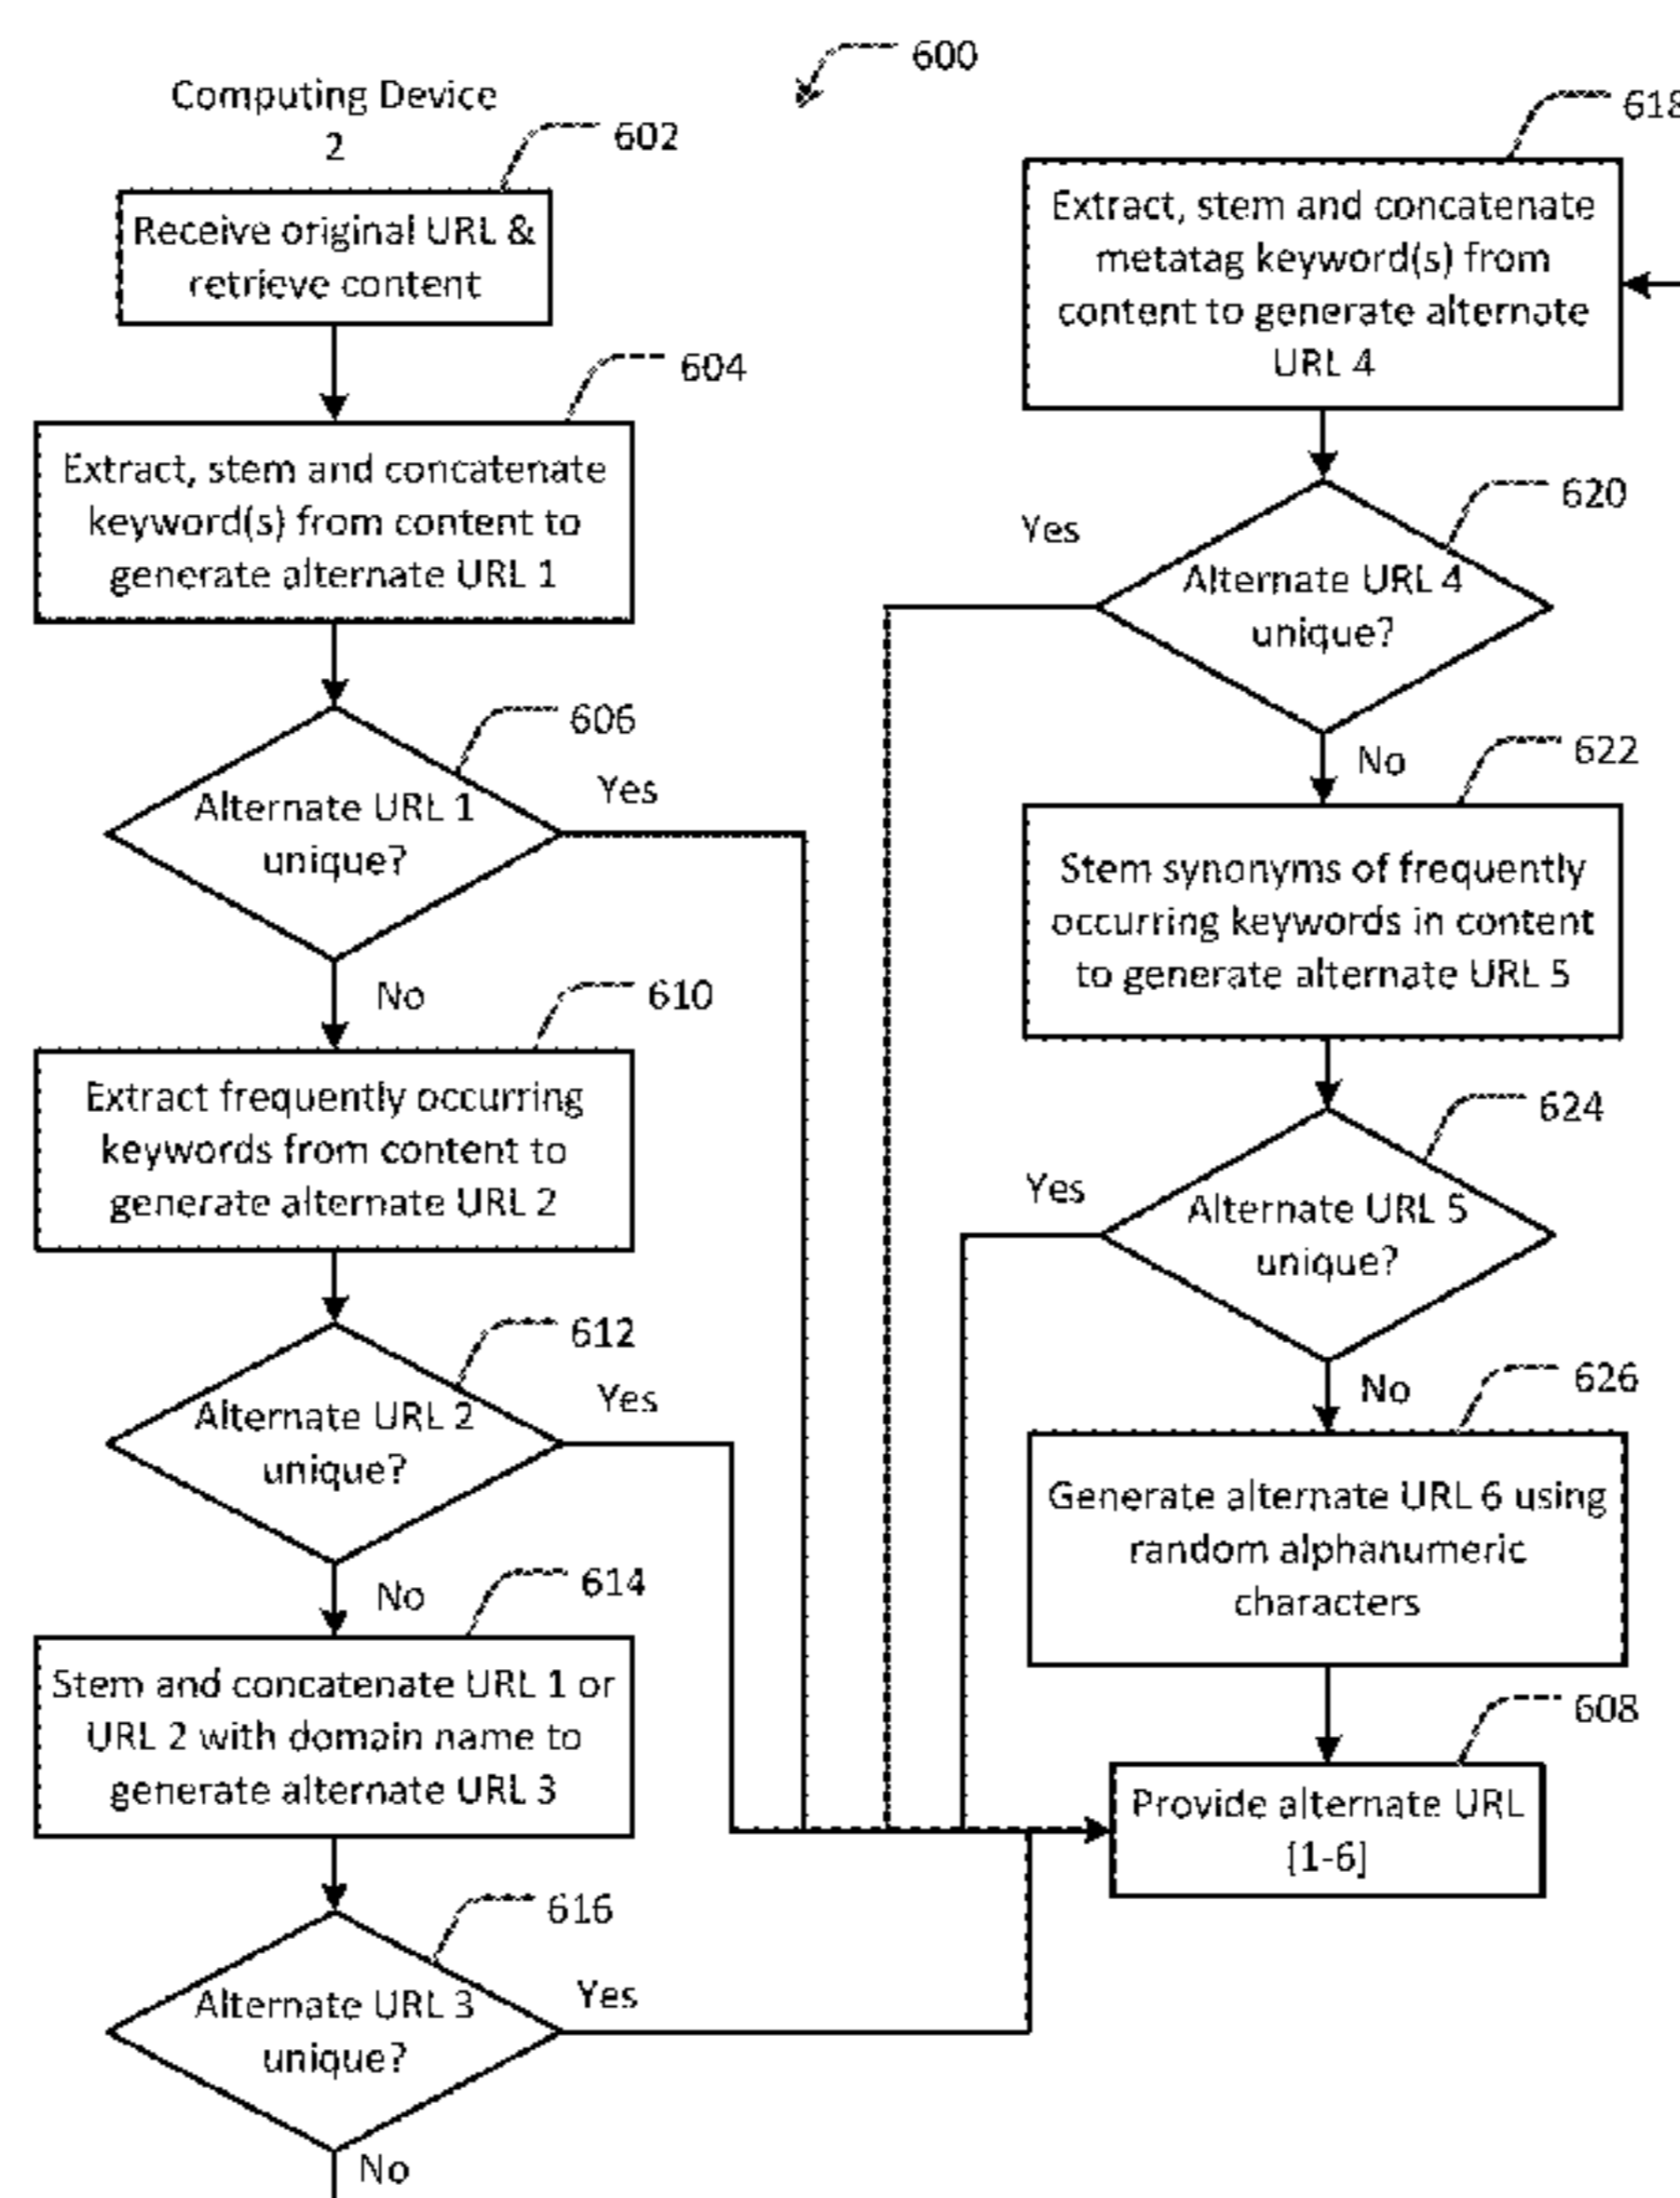 600
Computing Device
2
602
Receive original URL &
retrieve content
604
Extract, stem and concatenate
keyword(s) from content to
generate alternate URL 1
606
Alternate URL 1
unique?
Yes
No
610
Extract frequently occurring
keywords from content to
generate alternate URL 2
612
Alternate URL 2
unique?
Yes
No
614
Stem and concatenate URL 1 or
URL 2 with domain name to
generate alternate URL 3
616
Alternate URL 3
unique?
Yes
No
618
Extract, stem and concatenate
metatag keyword(s) from
content to generate alternate
URL 4
620
Yes
Alternate URL 4
unique?
No
622
Stem synonyms of frequently
occurring keywords in content
to generate alternate URL 5
624
Yes
Alternate URL 5
unique?
No
626
Generate alternate URL 6 using
random alphanumeric
characters
608
Provide alternate URL
[1-6]